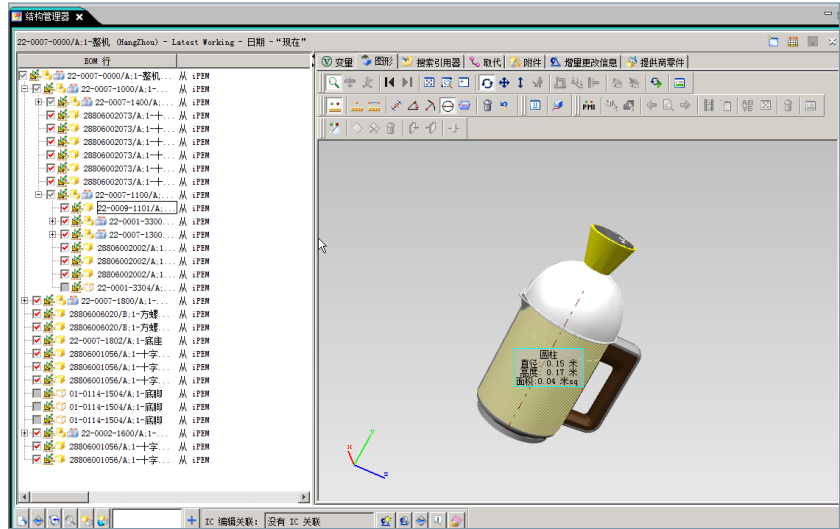 结构管理器
22-0007-0000/A;1-整机 (HangZhou) - Latest Working - 日期 - “现在”
BOM 行
变量 图形 搜索引用器 取代 附件 增量更改信息 提供商零件
22-0007-0000/A;1-整机... 从 iPEM
22-0007-1000/A;1-... 从 iPEM
22-0007-1400/A;... 从 iPEM
28806002073/A;1-十... 从 iPEM
28806002073/A;1-十... 从 iPEM
28806002073/A;1-十... 从 iPEM
28806002073/A;1-十... 从 iPEM
28806002073/A;1-十... 从 iPEM
28806002073/A;1-十... 从 iPEM
22-0007-1100/A;... 从 iPEM
22-0009-1101/A;... 从 iPEM
22-0001-3300... 从 iPEM
22-0007-1300... 从 iPEM
28806002002/A;1... 从 iPEM
28806002002/A;1... 从 iPEM
28806002002/A;1... 从 iPEM
22-0001-3304/A;... 从 iPEM
22-0007-1800/A;1-... 从 iPEM
28806006020/B;1-方螺... 从 iPEM
28806006020/B;1-方螺... 从 iPEM
22-0007-1802/A;1-底座 从 iPEM
28806001056/A;1-十字... 从 iPEM
28806001056/A;1-十字... 从 iPEM
28806001056/A;1-十字... 从 iPEM
01-0114-1504/A;1-底脚 从 iPEM
01-0114-1504/A;1-底脚 从 iPEM
01-0114-1504/A;1-底脚 从 iPEM
22-0002-1600/A;1-... 从 iPEM
28806001056/A;1-十字... 从 iPEM
28806001056/A;1-十字... 从 iPEM
PMI
圆柱
直径: 0.15 米
高度: 0.17 米
面积:0.04 米sq
x
y
z
IC 编辑关联: 没有 IC 关联